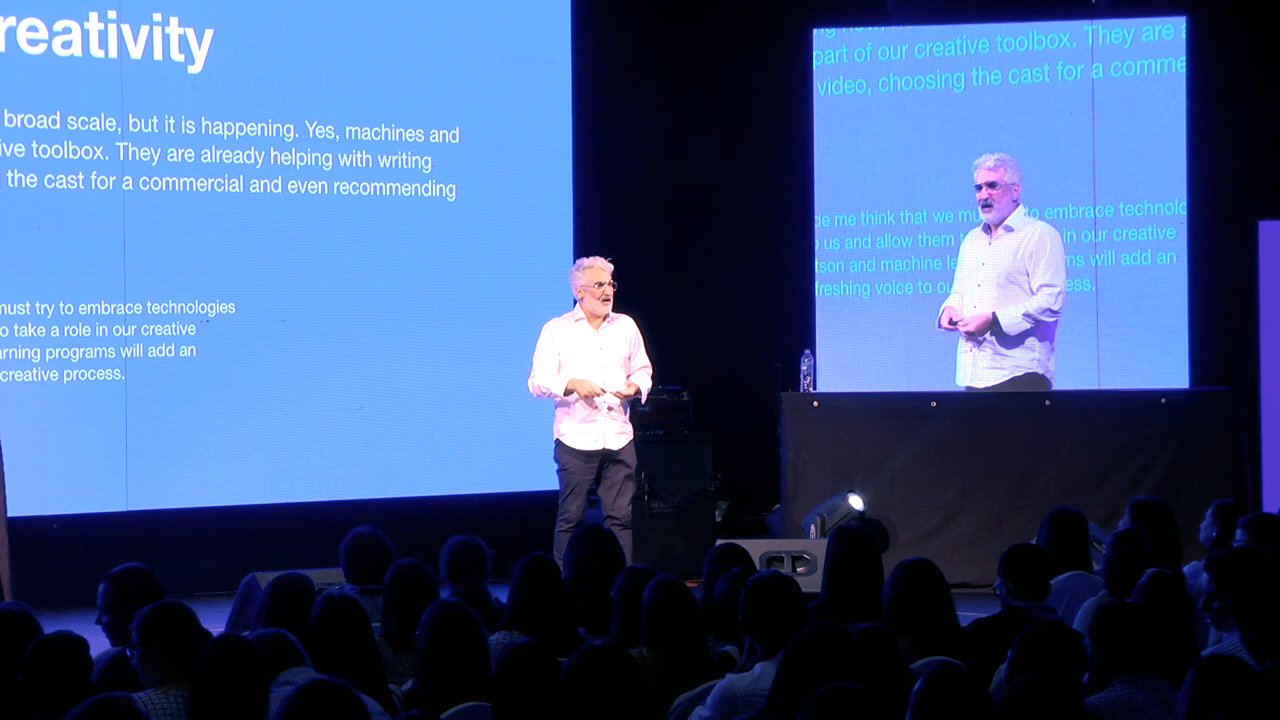 reativity
broad scale, but it is happening. Yes, machines and
ive toolbox. They are already helping with writing
the cast for a commercial and even recommending
must try to embrace technologies
to take a role in our creative
arning programs will add an
creative process.
part of our creative toolbox. They are a
video, choosing the cast for a comme
de me think that we mu to embrace technolo
o us and allow them t in our creative
tson and machine le ms will add an
freshing voice to ou ess.